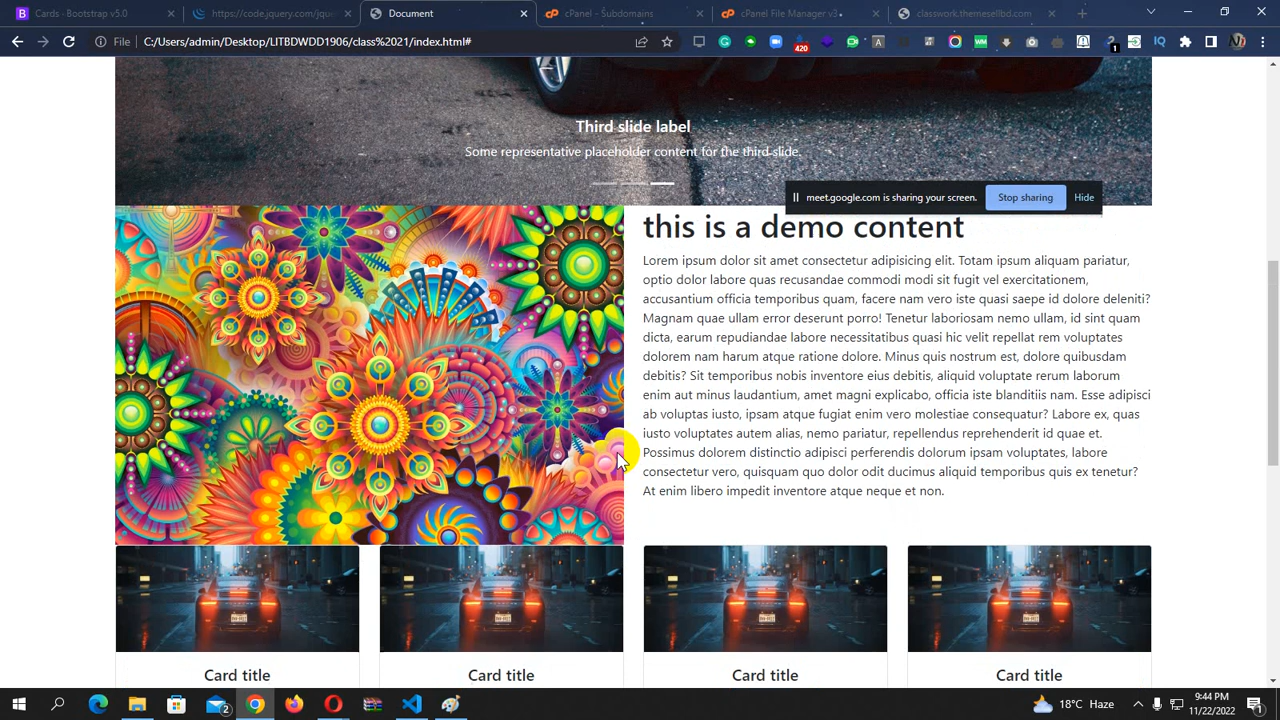 Cards - Bootstrap v5.0
https://code.jquery.com/jque
Document
cPanel - Subdomains
cPanel File Manager v3
classwork.themesellbd.com
File
C:/Users/admin/Desktop/LITBDWDD1906/class%2021/index.html#
420
A
WM
IQ
1
Third slide label
Some representative placeholder content for the third slide.
meet.google.com is sharing your screen.
Stop sharing
Hide
this is a demo content
Lorem ipsum dolor sit amet consectetur adipisicing elit. Totam ipsum aliquam pariatur,
optio dolor labore quas recusandae commodi modi sit fugit vel exercitationem,
accusantium officia temporibus quam, facere nam vero iste quasi saepe id dolore deleniti?
Magnam quae ullam error deserunt porro! Tenetur laboriosam nemo ullam, id sint quam
dicta, earum repudiandae labore necessitatibus quasi hic velit repellat rem voluptates
dolorem nam harum atque ratione dolore. Minus quis nostrum est, dolore quibusdam
debitis? Sit temporibus nobis inventore eius debitis, aliquid voluptate rerum laborum
enim aut minus laudantium, amet magni explicabo, officia iste blanditiis nam. Esse adipisci
ab voluptas iusto, ipsam atque fugiat enim vero molestiae consequatur? Labore ex, quas
iusto voluptates autem alias, nemo pariatur, repellendus reprehenderit id quae et.
Possimus dolorem distinctio adipisci perferendis dolorum ipsam voluptates, labore
consectetur vero, quisquam quo dolor odit ducimus aliquid temporibus quis ex tenetur?
At enim libero impedit inventore atque neque et non.
Card title
Card title
Card title
Card title
2
18°C Haze
9:44 PM
11/22/2022
1